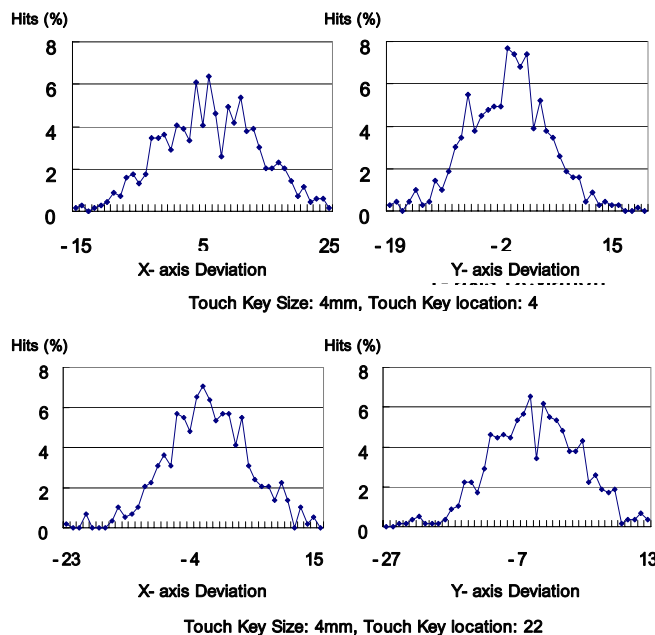 Hits (%) Hits (%)
8 8
6 6
4 4
2 2
0 0
-15 5 25 -19 -2 15
X- axis Deviation Y- axis Deviation
Touch Key Size: 4mm, Touch Key location: 4
Hits (%) Hits (%)
8 8
6 6
4 4
2 2
0 0
-23 -4 15 -27 -7 13
X- axis Deviation Y- axis Deviation
Touch Key Size: 4mm, Touch Key location: 22